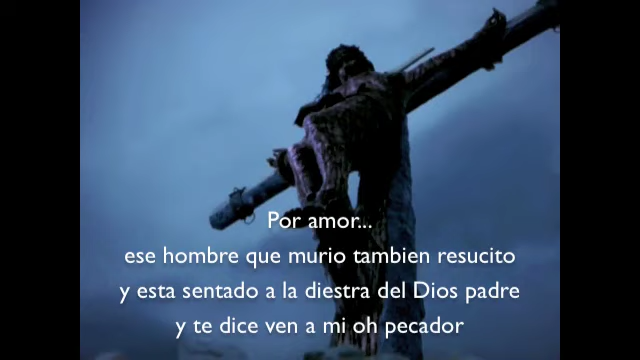 Por amor...
ese hombre que murio tambien resucito
y esta sentado a la diestra del Dios padre
y te dice ven a mi oh pecador